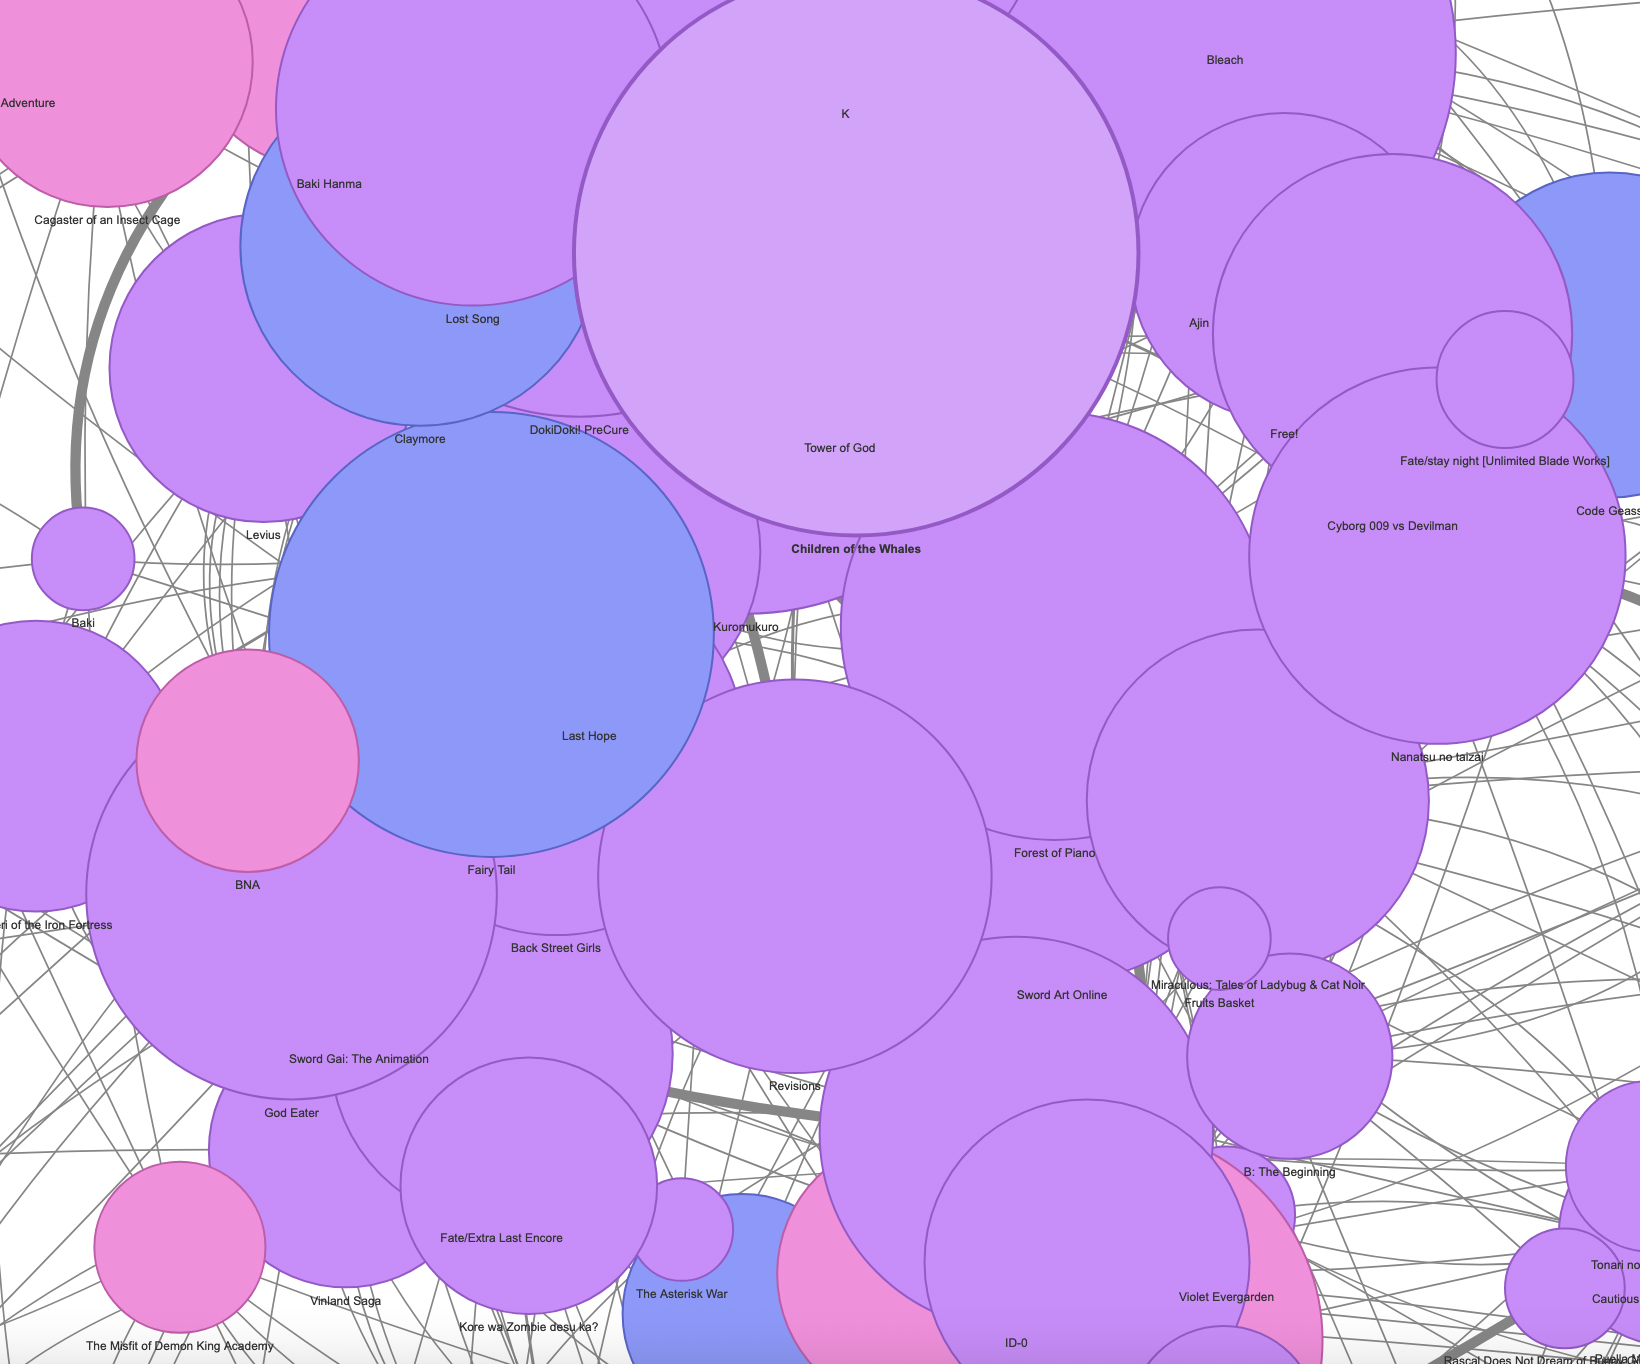 Bleach
Adventure
K
Baki Hanma
Cagaster of an Insect Cage
Lost Song
Ajin
DokiDoki! PreCure
Free!
Claymore
Tower of God
Fate/stay night [Unlimited Blade Works]
Code Geass
Cyborg 009 vs Devilman
Levius
Children of the Whales
Baki
Kuromukuro
Last Hope
Nanatsu no taizai
Forest of Piano
Fairy Tail
BNA
eri of the Iron Fortress
Back Street Girls
Miraculous: Tales of Ladybug & Cat Noir
Sword Art Online
Fruits Basket
Sword Gai: The Animation
Revisions
God Eater
B: The Beginning
Fate/Extra Last Encore
Tonari no
The Asterisk War
Violet Evergarden
Cautious
Vinland Saga
Kore wa Zombie desu ka?
ID-0
The Misfit of Demon King Academy
Rascal Does Not Dream of